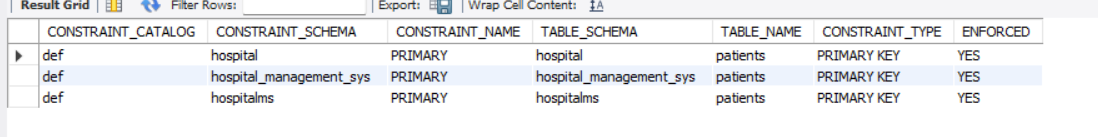 Result Grid Filter Rows: Export: Wrap Cell Content: IA
CONSTRAINT_CATALOG CONSTRAINT_SCHEMA CONSTRAINT_NAME TABLE_SCHEMA TABLE_NAME CONSTRAINT_TYPE ENFORCED
def hospital PRIMARY hospital patients PRIMARY KEY YES
def hospital_management_sys PRIMARY hospital_management_sys patients PRIMARY KEY YES
def hospitalms PRIMARY hospitalms patients PRIMARY KEY YES